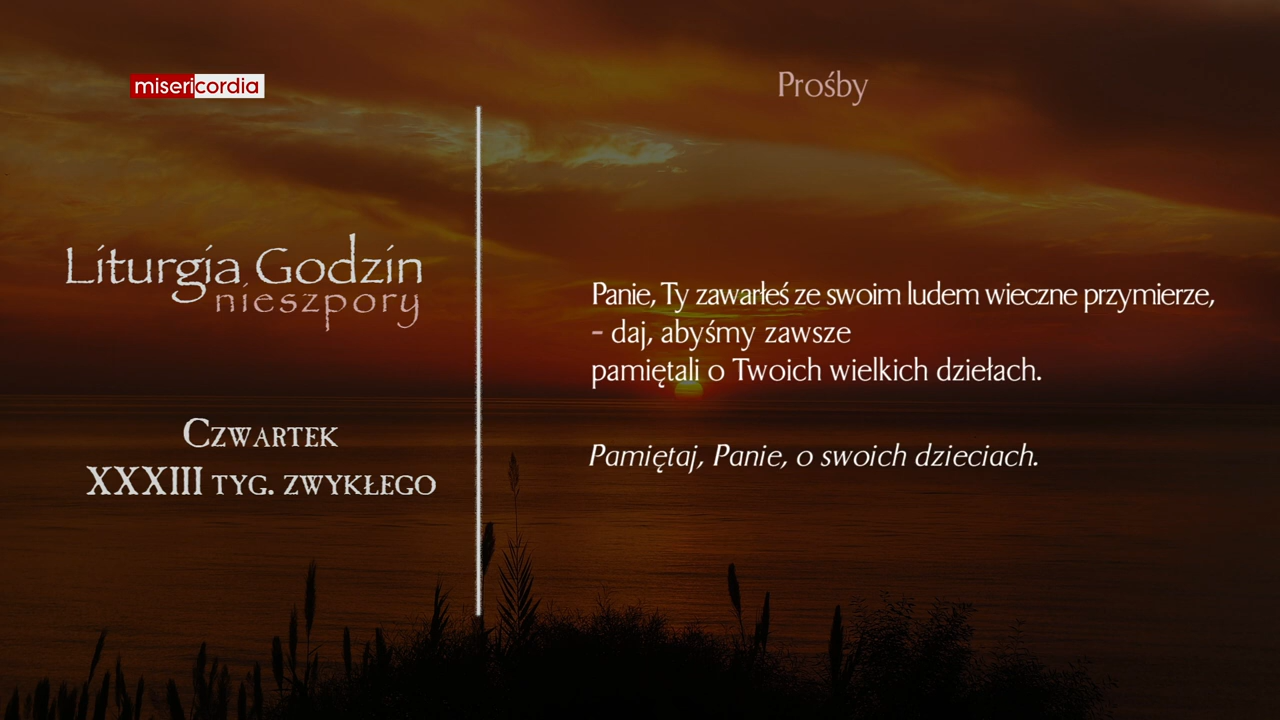 misericordia
Prośby
Liturgia Godzin
nieszpory
Czwartek
XXXIII tyg. zwykłego
Panie, Ty zawarłeś ze swoim ludem wieczne przymierze,
- daj, abyśmy zawsze
pamiętali o Twoich wielkich dziełach.
Pamiętaj, Panie, o swoich dzieciach.